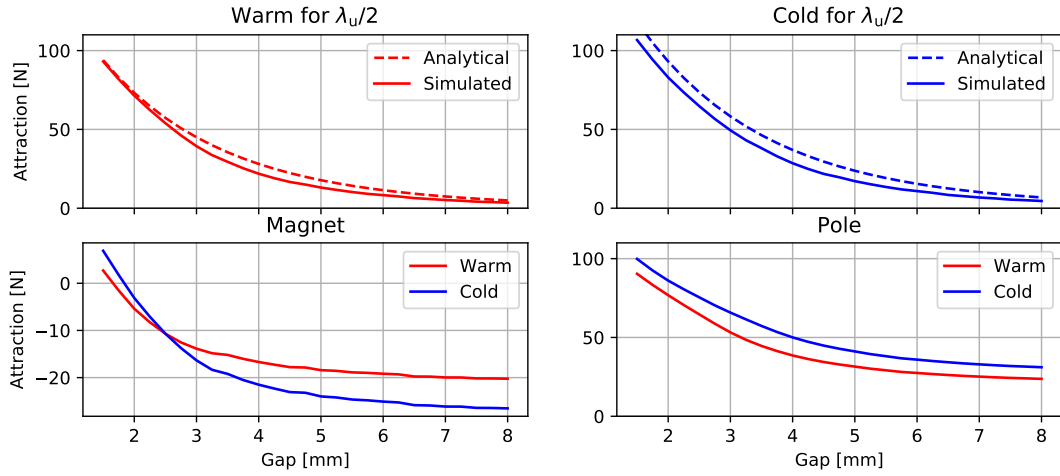 Warm for λu/2
Cold for λu/2
Attraction [N]
100
50
0
Analytical
Simulated
100
50
0
Attraction [N]
Analytical
Simulated
Magnet
Pole
Attraction [N]
0
−10
−20
Warm
Cold
2 3 4 5 6 7 8
Gap [mm]
100
50
0
Warm
Cold
2 3 4 5 6 7 8
Gap [mm]